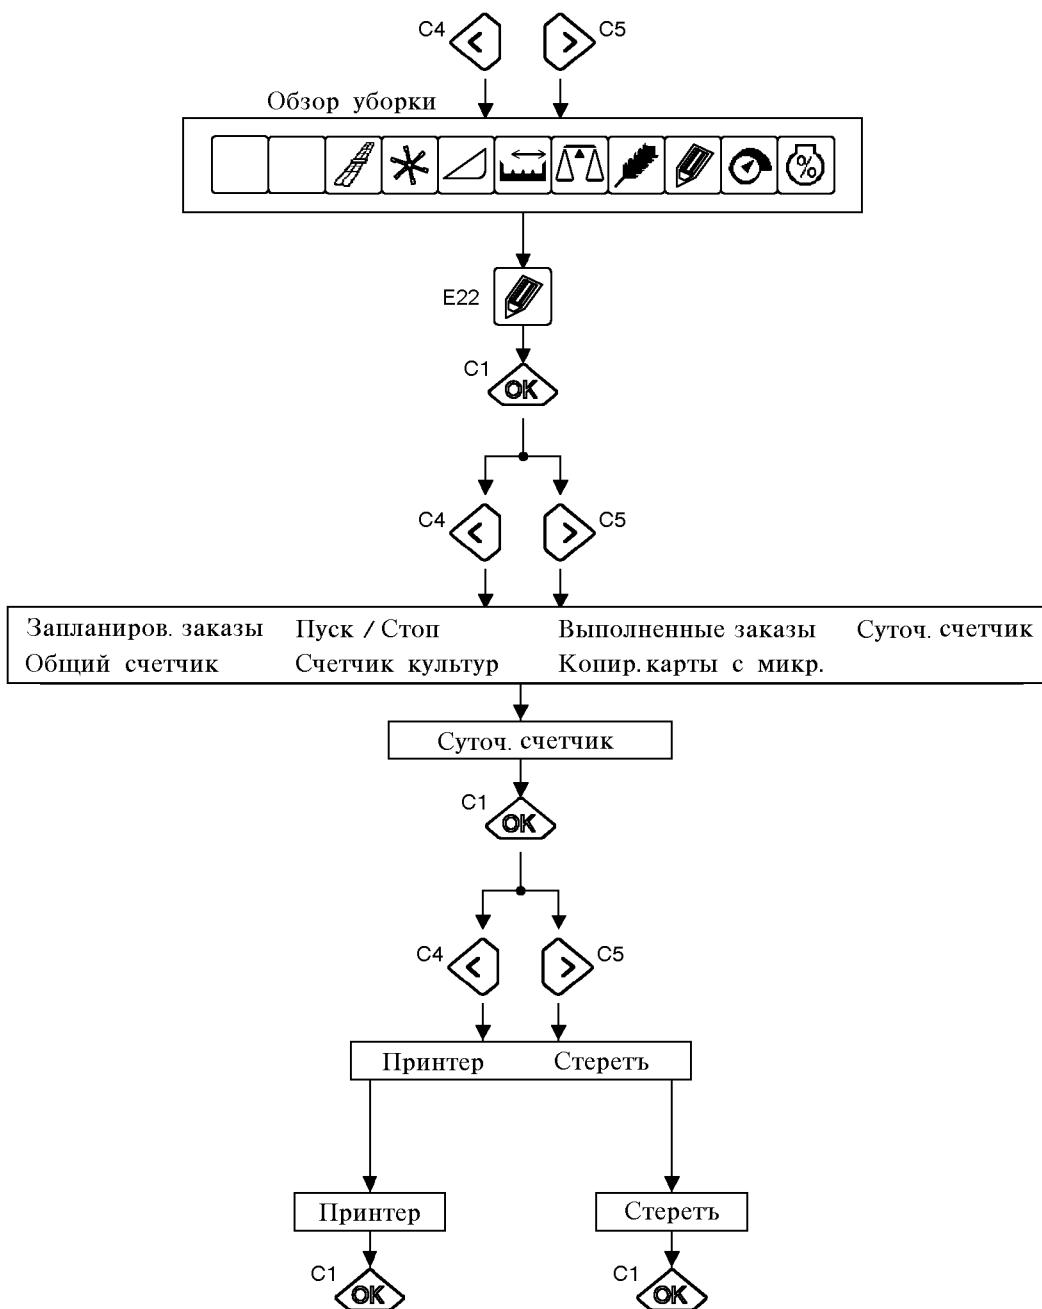 C4 C5
Обзор уборки
%
E22
C1
OK
C4 C5
Запланиров. заказы Пуск / Стоп Выполненные заказы Суточ. счетчик
Общий счетчик Счетчик культур Копир. карты с микр.
Суточ. счетчик
C1
OK
C4 C5
Принтер Стереть
Принтер Стереть
C1 C1
OK OK